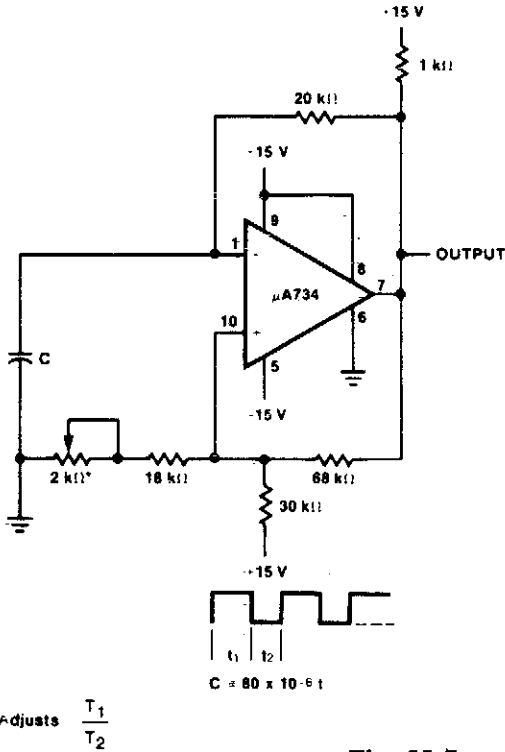 -15 V
1 kΩ
20 kΩ
-15 V
9
1
-
8
μA734
7
OUTPUT
6
10
+
C
5
-15 V
2 kΩ*
18 kΩ
68 kΩ
30 kΩ
-+15 V
t1 t2
C = 80 x 10-6 t
Adjusts T1
T2